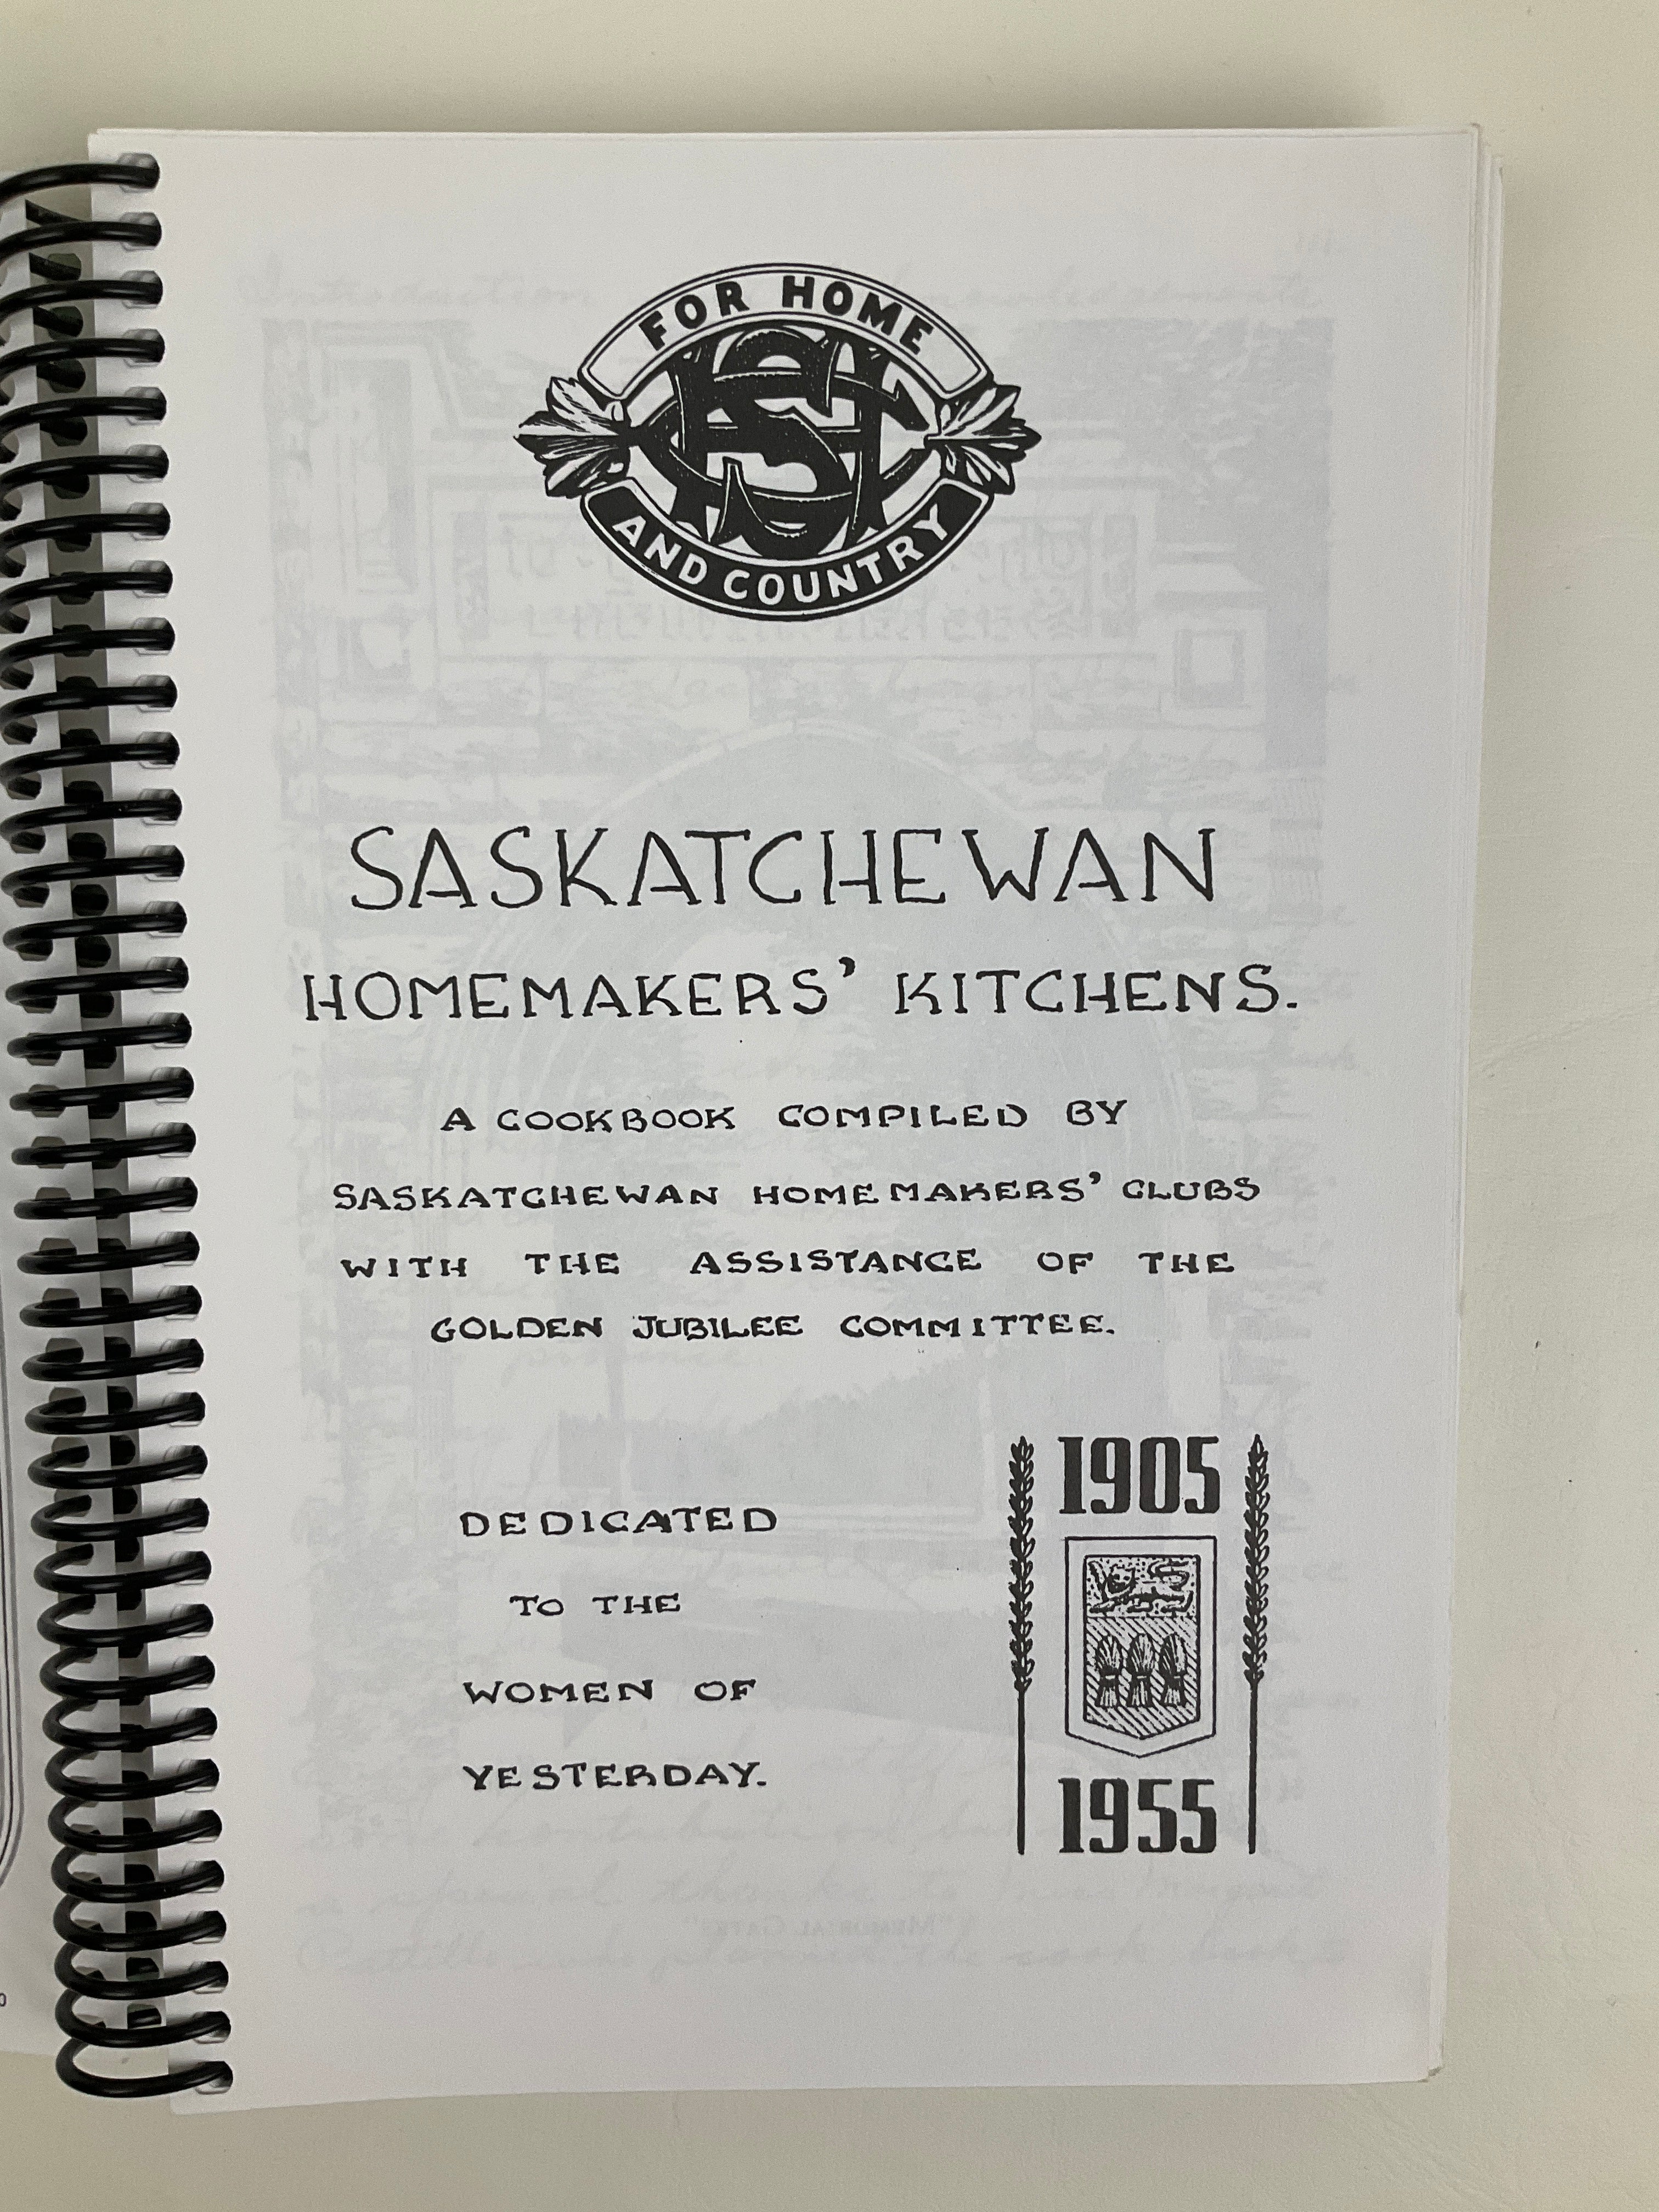 FOR HOME
AND COUNTRY
SASKATCHEWAN
HOMEMAKERS' KITCHENS.
A COOKBOOK COMPILED BY
SASKATCHEWAN HOMEMAKERS' CLUBS
WITH THE ASSISTANCE OF THE
GOLDEN JUBILEE COMMITTEE.
DEDICATED
TO THE
WOMEN OF
YESTERDAY.
1905
1955